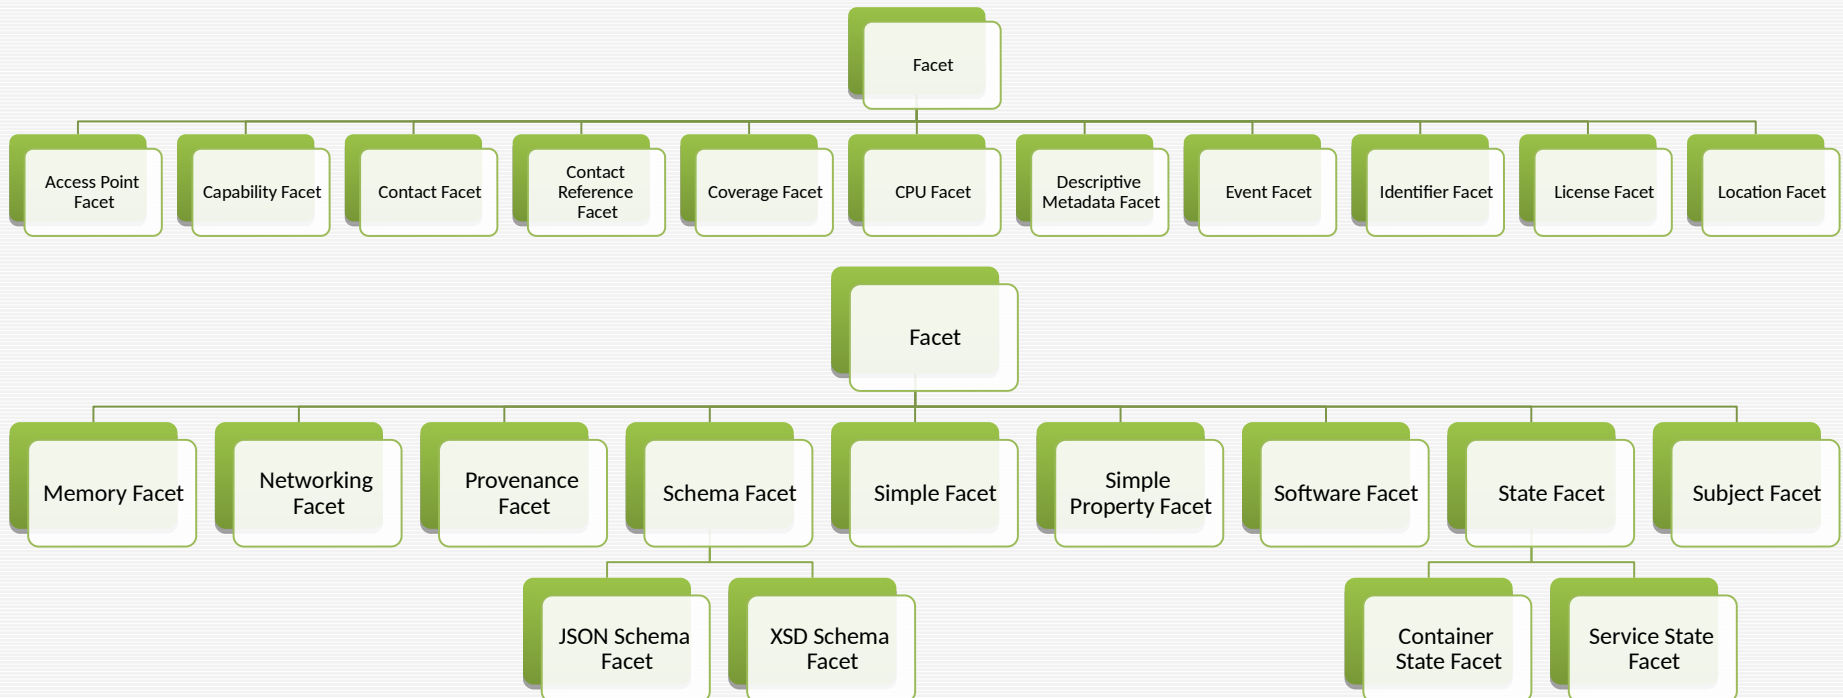 Facet
Access Point
Facet
Capability Facet
Contact Facet
Contact
Reference
Facet
Coverage Facet
CPU Facet
Descriptive
Metadata Facet
Event Facet
Identifier Facet
License Facet
Location Facet
Facet
Memory Facet
Networking
Facet
Provenance
Facet
Schema Facet
Simple Facet
Simple
Property Facet
Software Facet
State Facet
Subject Facet
JSON Schema
Facet
XSD Schema
Facet
Container
State Facet
Service State
Facet